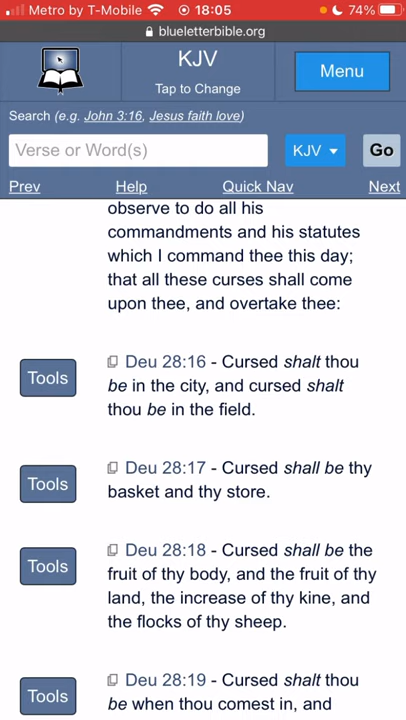 Metro by T-Mobile 18:05 74%
blueletterbible.org
KJV
Tap to Change
Menu
Search (e.g. John 3:16, Jesus faith love)
Verse or Word(s)
KJV
Go
Prev Help Quick Nav Next
observe to do all his
commandments and his statutes
which I command thee this day;
that all these curses shall come
upon thee, and overtake thee:
Tools
Deu 28:16 - Cursed shalt thou
be in the city, and cursed shalt
thou be in the field.
Tools
Deu 28:17 - Cursed shall be thy
basket and thy store.
Tools
Deu 28:18 - Cursed shall be the
fruit of thy body, and the fruit of thy
land, the increase of thy kine, and
the flocks of thy sheep.
Tools
Deu 28:19 - Cursed shalt thou
be when thou comest in, and